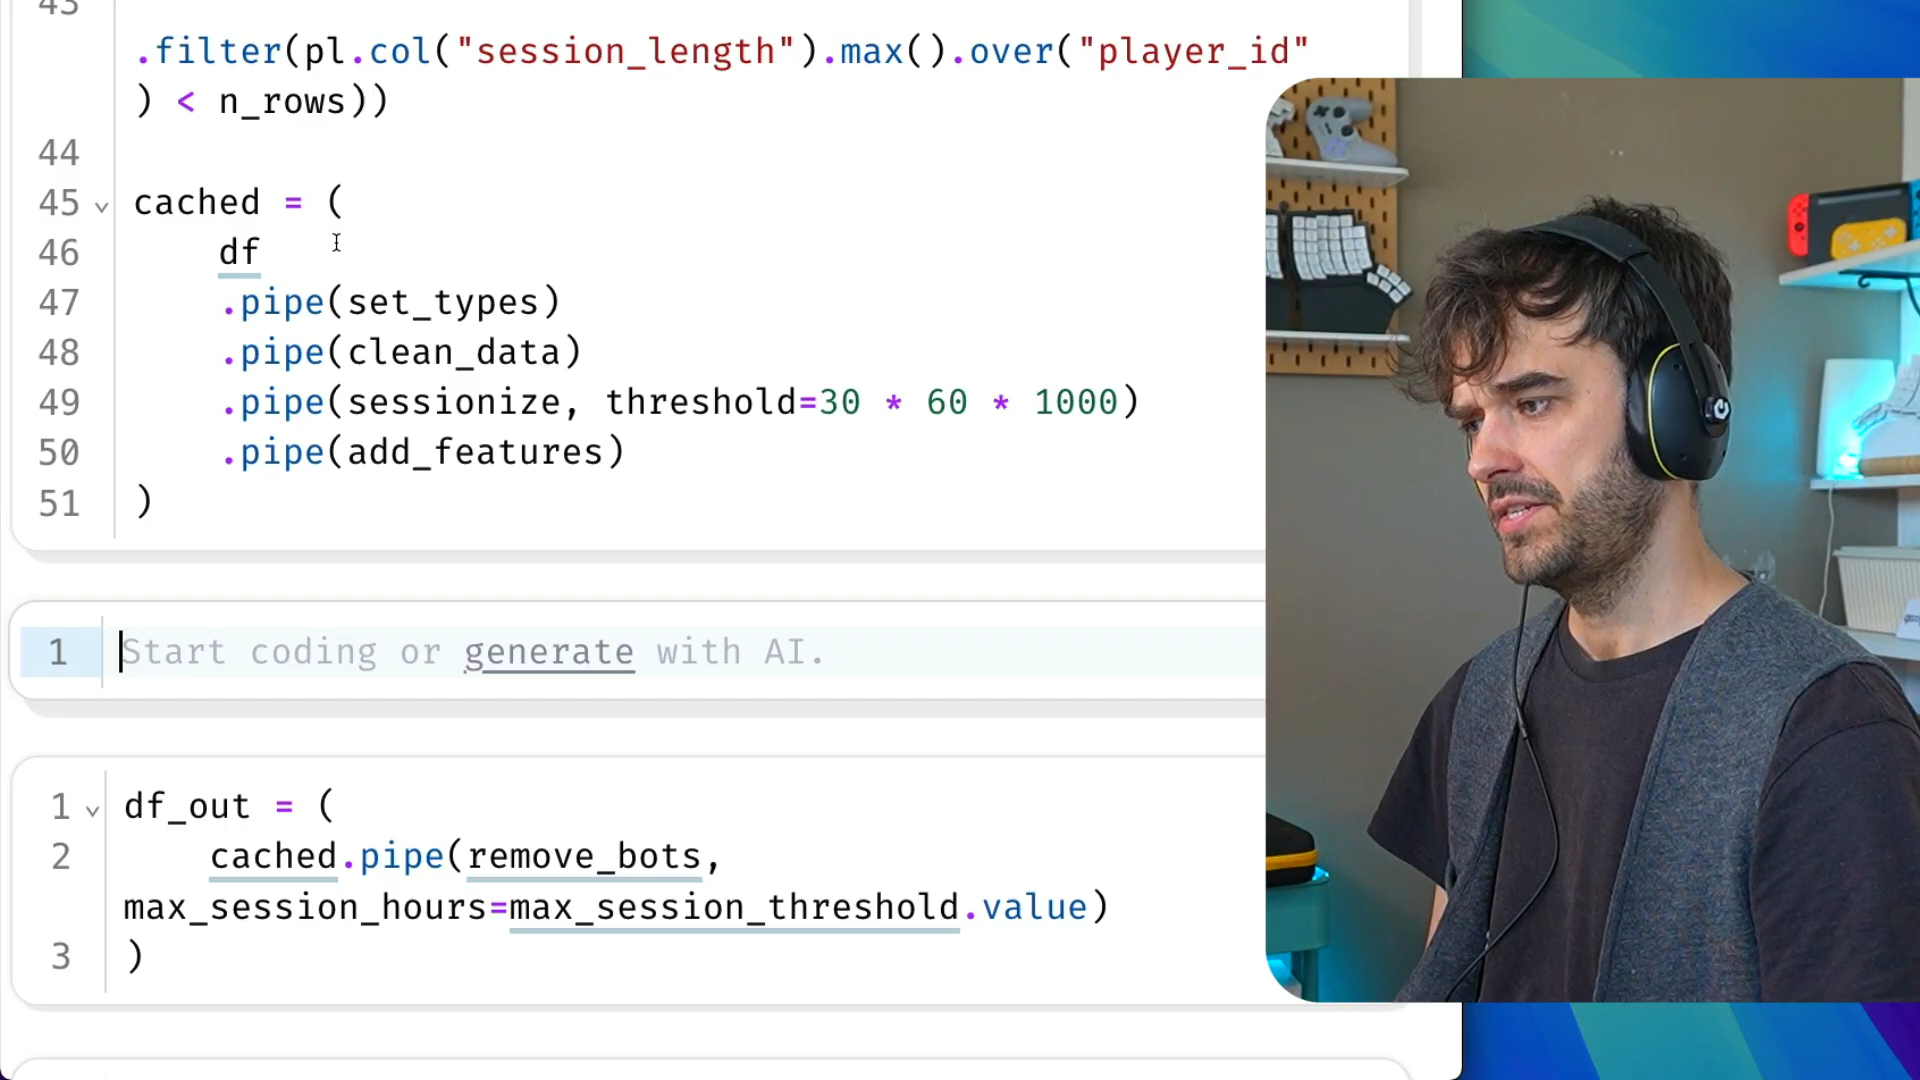 43
.filter(pl.col("session_length").max().over("player_id"
) < n_rows))
44
45 cached = (
46 df
47 .pipe(set_types)
48 .pipe(clean_data)
49 .pipe(sessionize, threshold=30 * 60 * 1000)
50 .pipe(add_features)
51 )
1 Start coding or generate with AI.
1 df_out = (
2 cached.pipe(remove_bots,
max_session_hours=max_session_threshold.value)
3 )